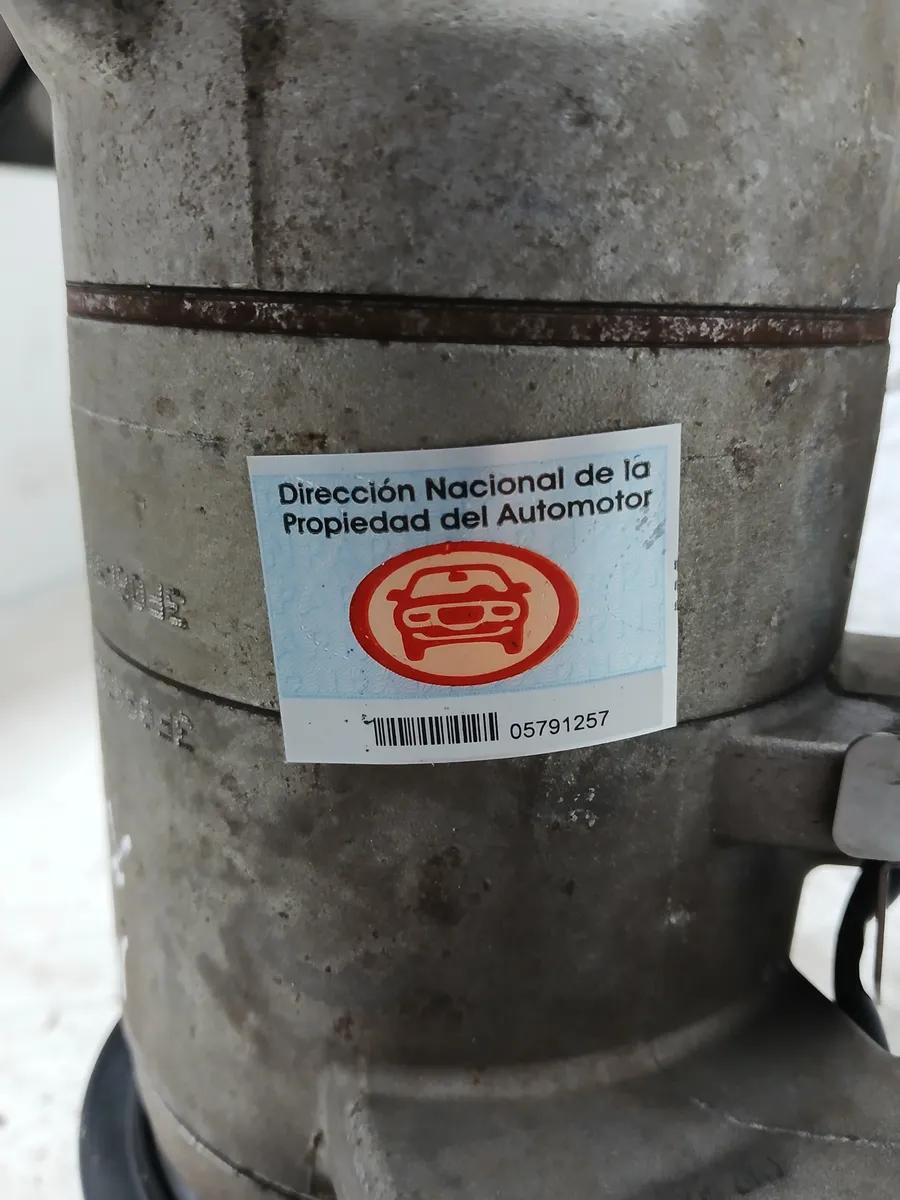 Dirección Nacional de la
Propiedad del Automotor
05791257